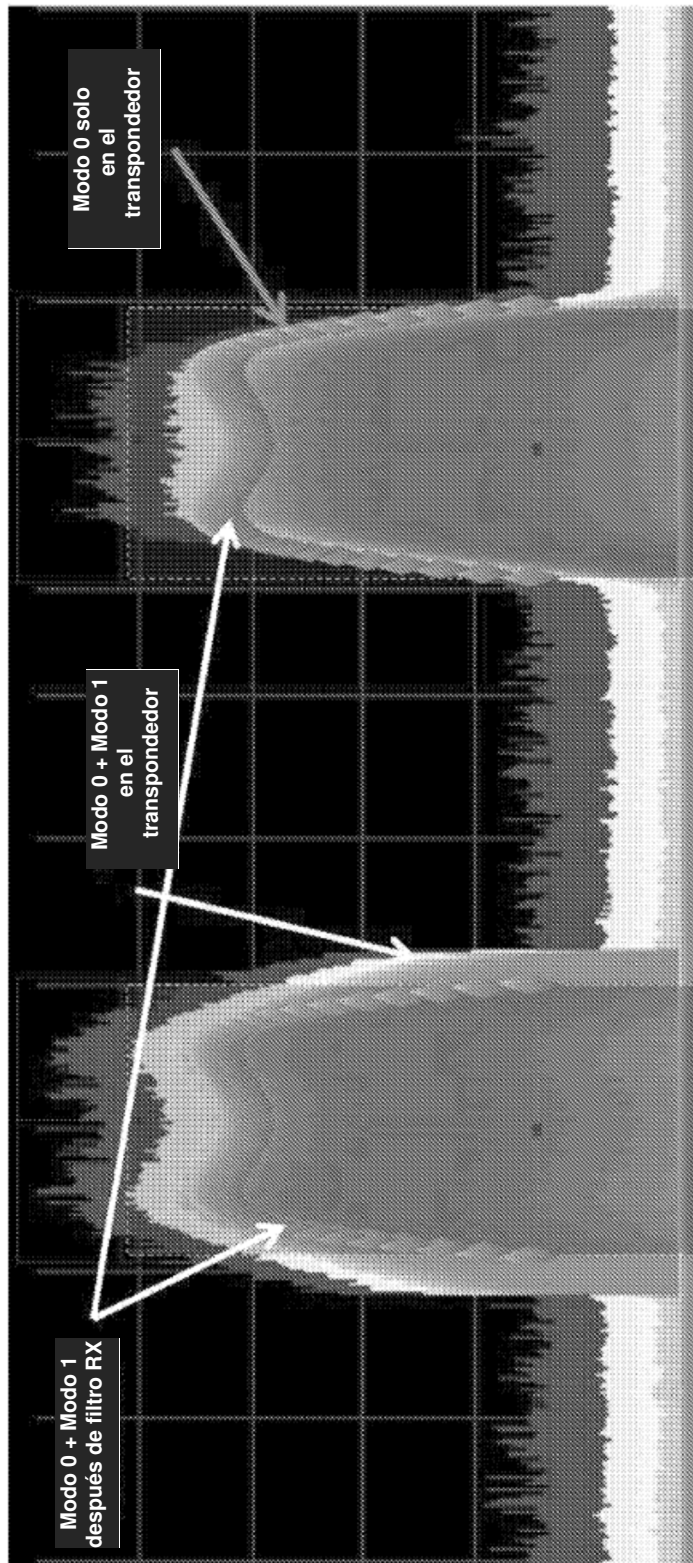 Modo 0 + Modo 1
después de filtro RX
Modo 0 + Modo 1
en el
transpondedor
Modo 0 solo
en el
transpondedor